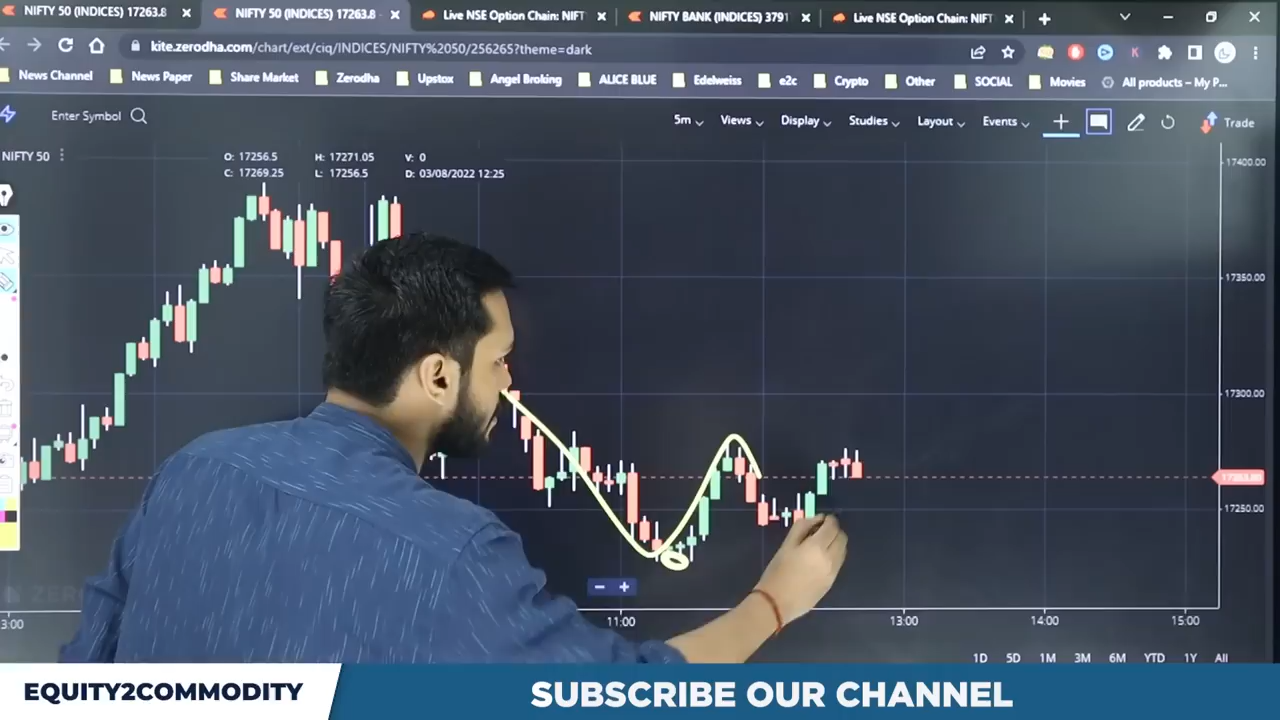 NIFTY 50 (INDICES) 17263.8
NIFTY 50 (INDICES) 17263.8
Live NSE Option Chain: NIFT
NIFTY BANK (INDICES) 3791
Live NSE Option Chain: NIFT
kite.zerodha.com/chart/ext/ciq/INDICES/NIFTY%2050/256265?theme=dark
News Channel
News Paper
Share Market
Zerodha
Upstox
Angel Broking
ALICE BLUE
Edelweiss
e2c
Crypto
Other
SOCIAL
Movies
All products – My P...
Enter Symbol
5m
Views
Display
Studies
Layout
Events
Trade
NIFTY 50
O: 17256.5
H: 17271.05
V: 0
C: 17269.25
L: 17256.5
D: 03/08/2022 12:25
17400.00
17350.00
17300.00
17250.00
3:00
11:00
13:00
14:00
15:00
1D
5D
1M
3M
6M
YTD
1Y
All
EQUITY2COMMODITY
SUBSCRIBE OUR CHANNEL